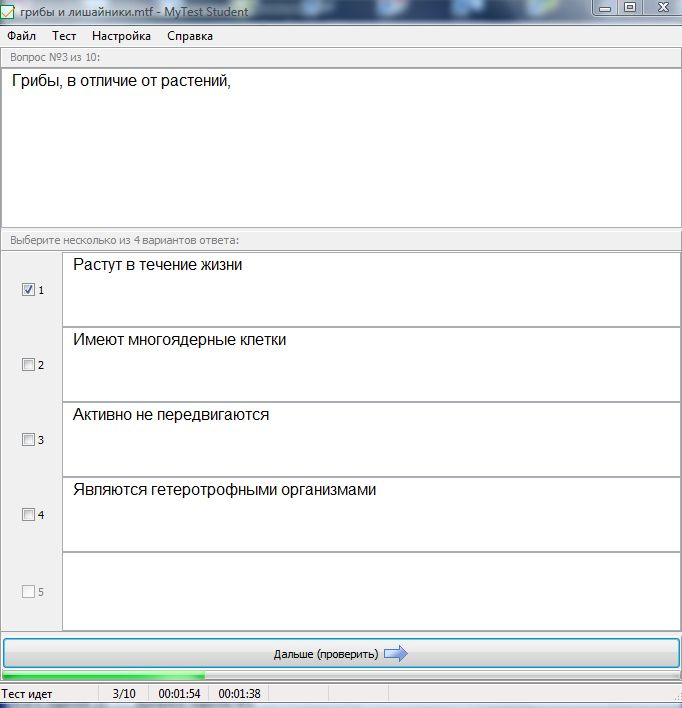 грибы и лишайники.mtf - MyTest Student
Файл Тест Настройка Справка
Вопрос №3 из 10:
Грибы, в отличие от растений,
Выберите несколько из 4 вариантов ответа:
1 Растут в течение жизни
2 Имеют многоядерные клетки
3 Активно не передвигаются
4 Являются гетеротрофными организмами
5
Дальше (проверить)
Тест идет 3/10 00:01:54 00:01:38